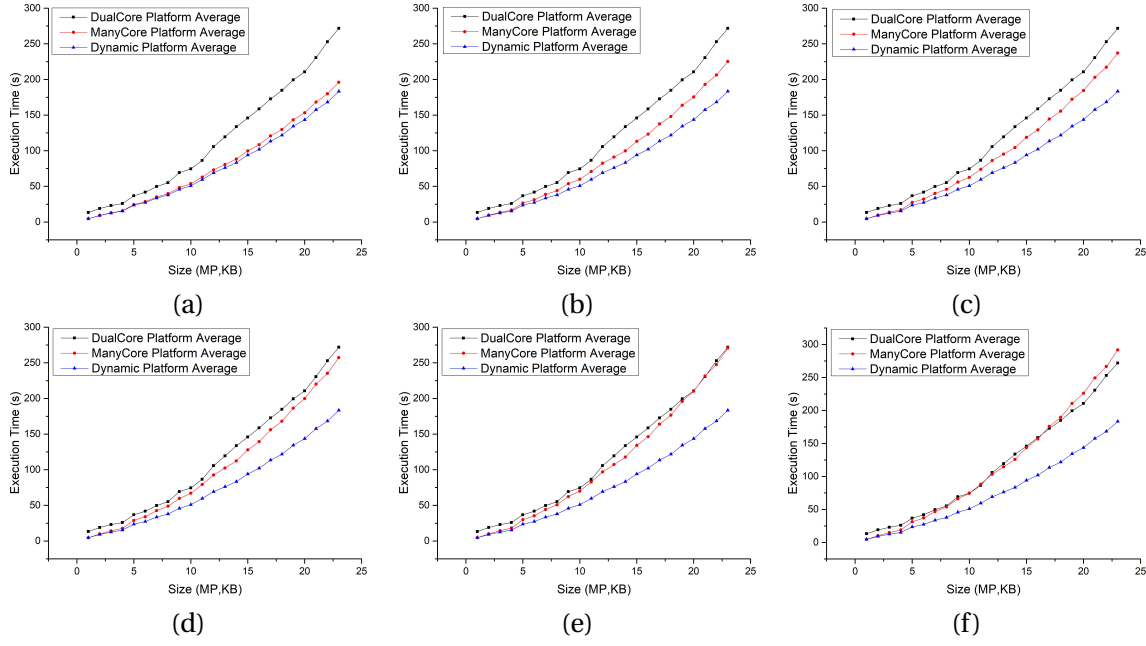 300
250
200
150
100
50
0
Execution Time (s)
DualCore Platform Average
ManyCore Platform Average
Dynamic Platform Average
0 5 10 15 20 25
Size (MP,KB)
(a)
300
250
200
150
100
50
0
Execution Time (s)
DualCore Platform Average
ManyCore Platform Average
Dynamic Platform Average
0 5 10 15 20 25
Size (MP,KB)
(b)
300
250
200
150
100
50
0
Execution Time (s)
DualCore Platform Average
ManyCore Platform Average
Dynamic Platform Average
0 5 10 15 20 25
Size (MP,KB)
(c)
300
250
200
150
100
50
0
Execution Time (s)
DualCore Platform Average
ManyCore Platform Average
Dynamic Platform Average
0 5 10 15 20 25
Size (MP,KB)
(d)
300
250
200
150
100
50
0
Execution Time (s)
DualCore Platform Average
ManyCore Platform Average
Dynamic Platform Average
0 5 10 15 20 25
Size (MP,KB)
(e)
300
250
200
150
100
50
0
Execution Time (s)
DualCore Platform Average
ManyCore Platform Average
Dynamic Platform Average
0 5 10 15 20 25
Size (MP,KB)
(f)